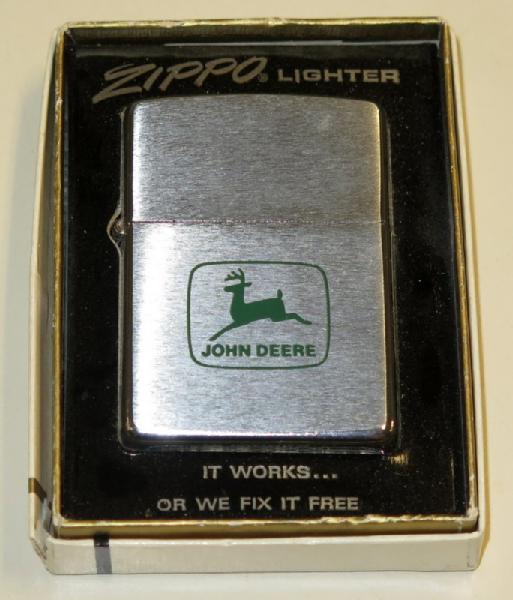 ZIPPO® LIGHTER
JOHN DEERE
IT WORKS...
OR WE FIX IT FREE